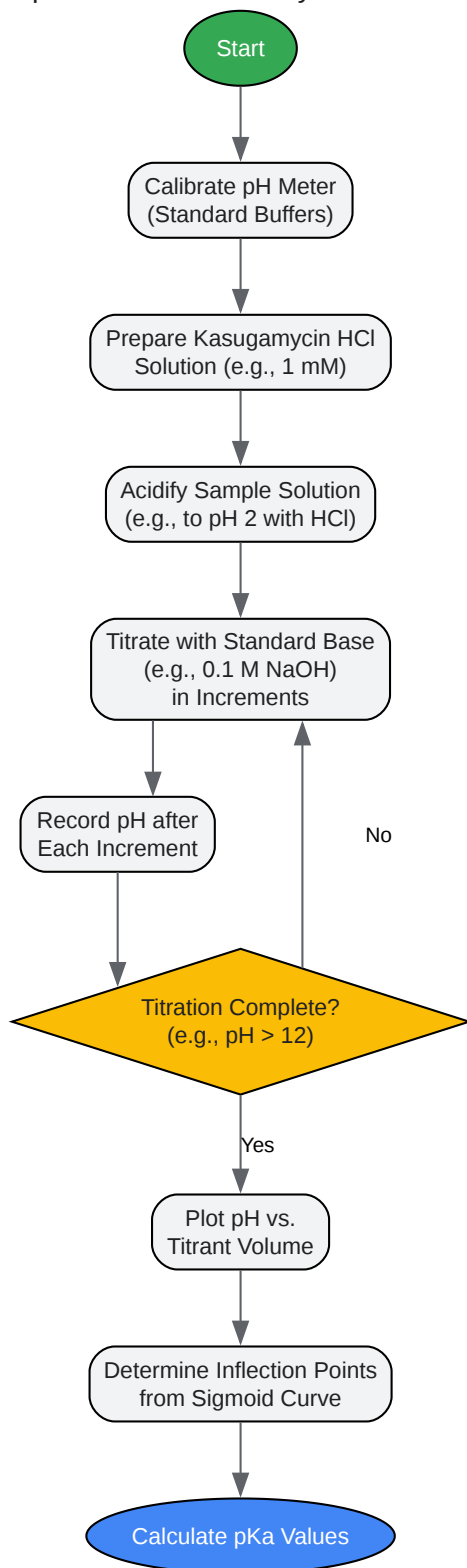 Start
Calibrate pH Meter
(Standard Buffers)
Prepare Kasugamycin HCl
Solution (e.g., 1 mM)
Acidify Sample Solution
(e.g., to pH 2 with HCl)
Titrate with Standard Base
(e.g., 0.1 M NaOH)
in Increments
Record pH after
Each Increment
No
Titration Complete?
(e.g., pH > 12)
Yes
Plot pH vs.
Titrant Volume
Determine Inflection Points
from Sigmoid Curve
Calculate pKa Values